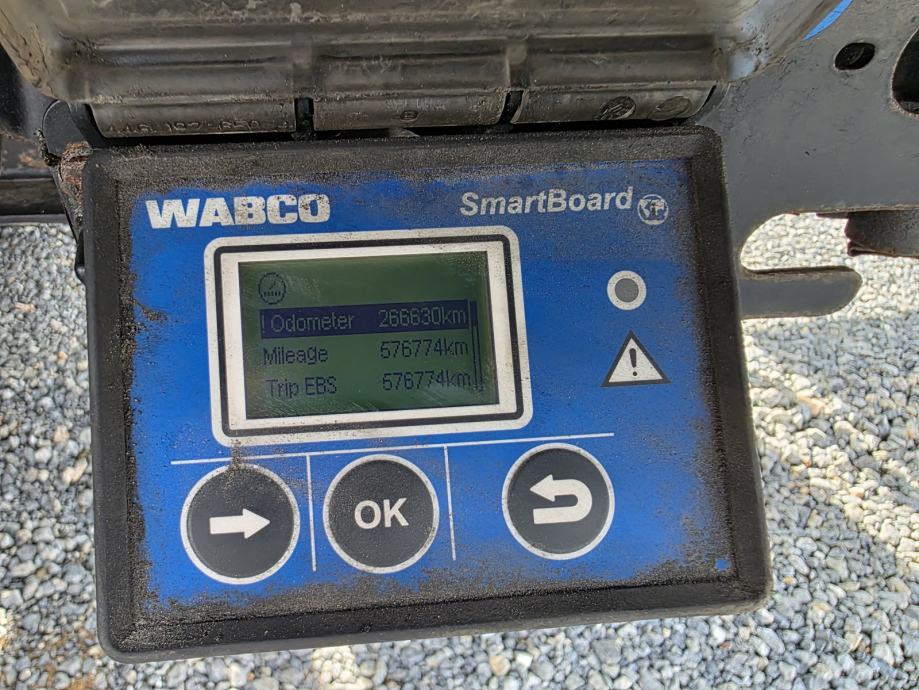 WABCO
SmartBoard
! Odometer 266630km
Mileage 576774km
Trip EBS 576774km
OK